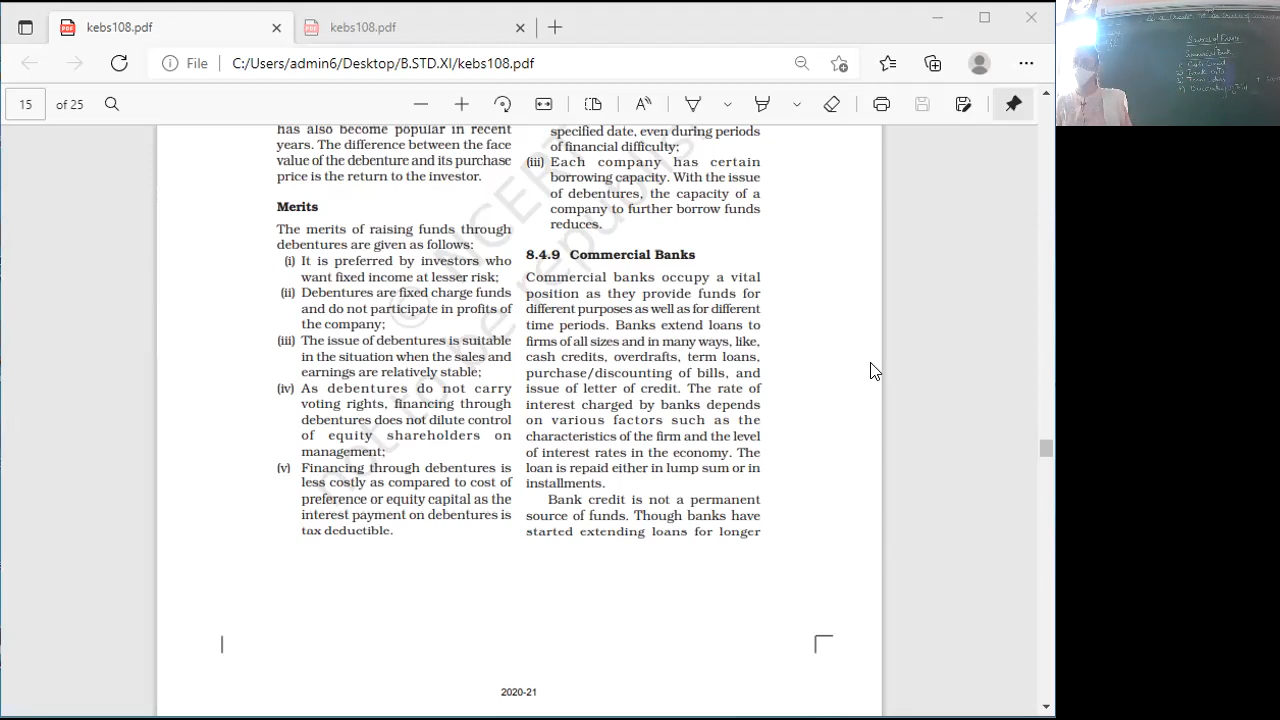 kebs108.pdf
kebs108.pdf
File
C:/Users/admin6/Desktop/B.STD.XI/kebs108.pdf
15
of 25
has also become popular in recent
years. The difference between the face
value of the debenture and its purchase
price is the return to the investor.
Merits
The merits of raising funds through
debentures are given as follows:
(i) It is preferred by investors who
want fixed income at lesser risk;
(ii) Debentures are fixed charge funds
and do not participate in profits of
the company;
(iii) The issue of debentures is suitable
in the situation when the sales and
earnings are relatively stable;
(iv) As debentures do not carry
voting rights, financing through
debentures does not dilute control
of equity shareholders on
management;
(v) Financing through debentures is
less costly as compared to cost of
preference or equity capital as the
interest payment on debentures is
tax deductible.
specified date, even during periods
of financial difficulty;
(iii) Each company has certain
borrowing capacity. With the issue
of debentures, the capacity of a
company to further borrow funds
reduces.
8.4.9 Commercial Banks
Commercial banks occupy a vital
position as they provide funds for
different purposes as well as for different
time periods. Banks extend loans to
firms of all sizes and in many ways, like,
cash credits, overdrafts, term loans,
purchase/discounting of bills, and
issue of letter of credit. The rate of
interest charged by banks depends
on various factors such as the
characteristics of the firm and the level
of interest rates in the economy. The
loan is repaid either in lump sum or in
installments.
Bank credit is not a permanent
source of funds. Though banks have
started extending loans for longer
© NCERT
not to be republis
2020-21